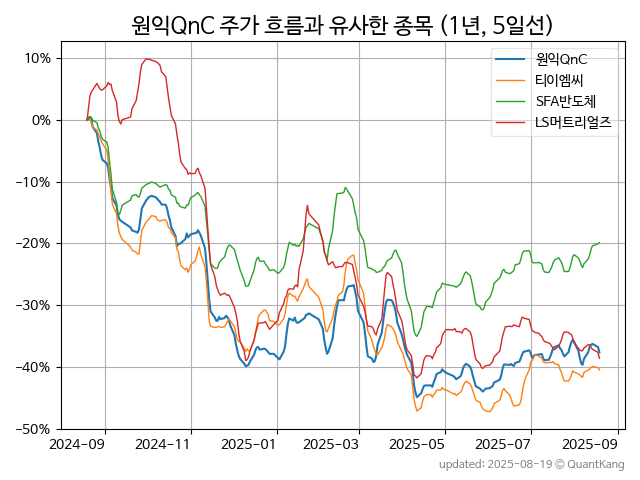 원익QnC 주가 흐름과 유사한 종목 (1년, 5일선)
원익QnC
티이엠씨
SFA반도체
LS머트리얼즈
10%
0%
−10%
−20%
−30%
−40%
−50%
2024-09 2024-11 2025-01 2025-03 2025-05 2025-07 2025-09
updated: 2025-08-19 © QuantKang